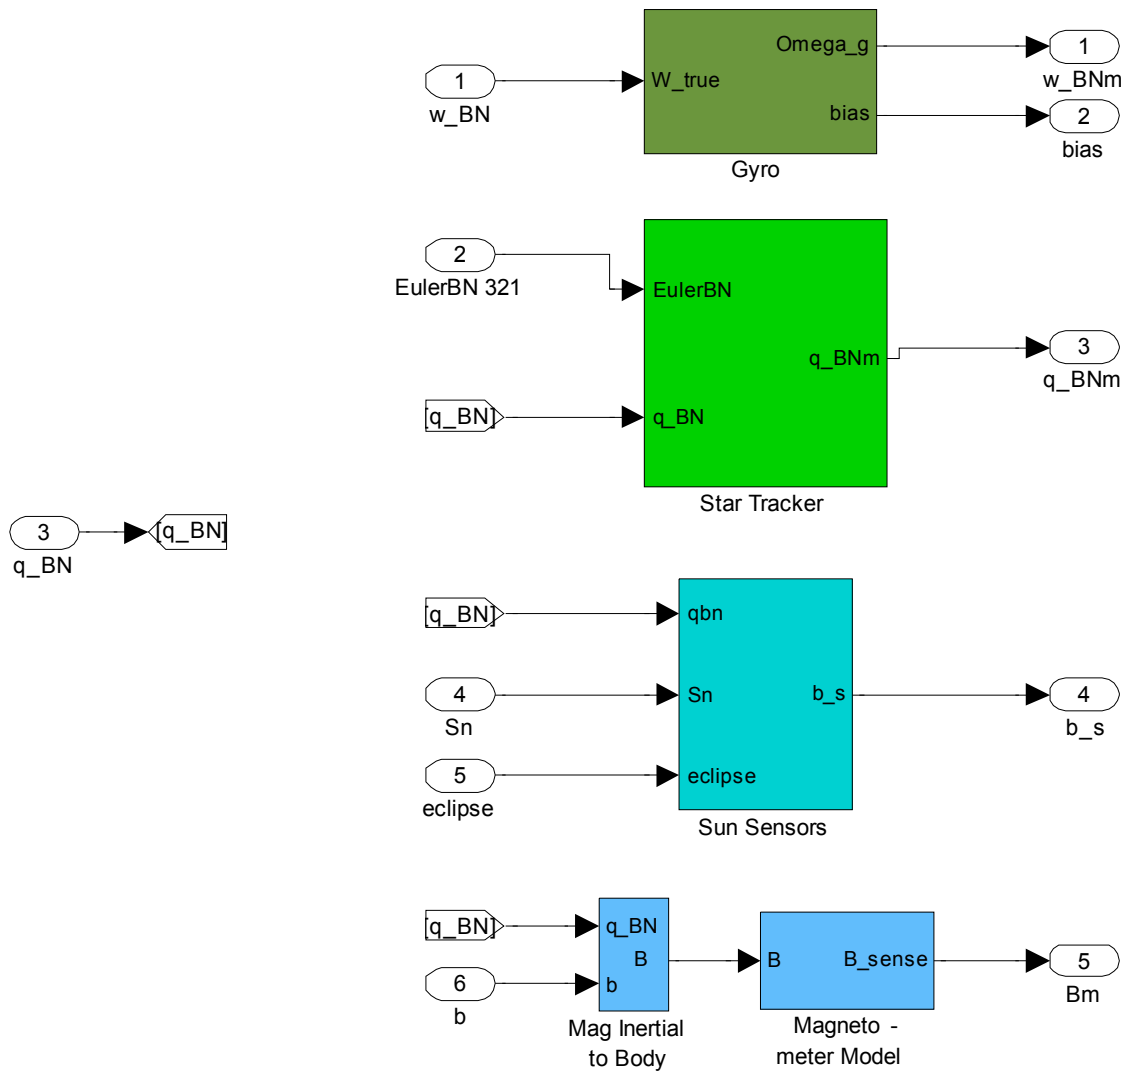 1
w_BN
W_true
Omega_g
bias
Gyro
1
w_BNm
2
bias
2
EulerBN 321
EulerBN
[q_BN]
q_BN
q_BNm
Star Tracker
3
q_BNm
3
q_BN
[q_BN]
[q_BN]
qbn
4
Sn
Sn
5
eclipse
eclipse
b_s
Sun Sensors
4
b_s
[q_BN]
q_BN
6
b
b
B
Mag Inertial
to Body
B
B_sense
Magneto -
meter Model
5
Bm